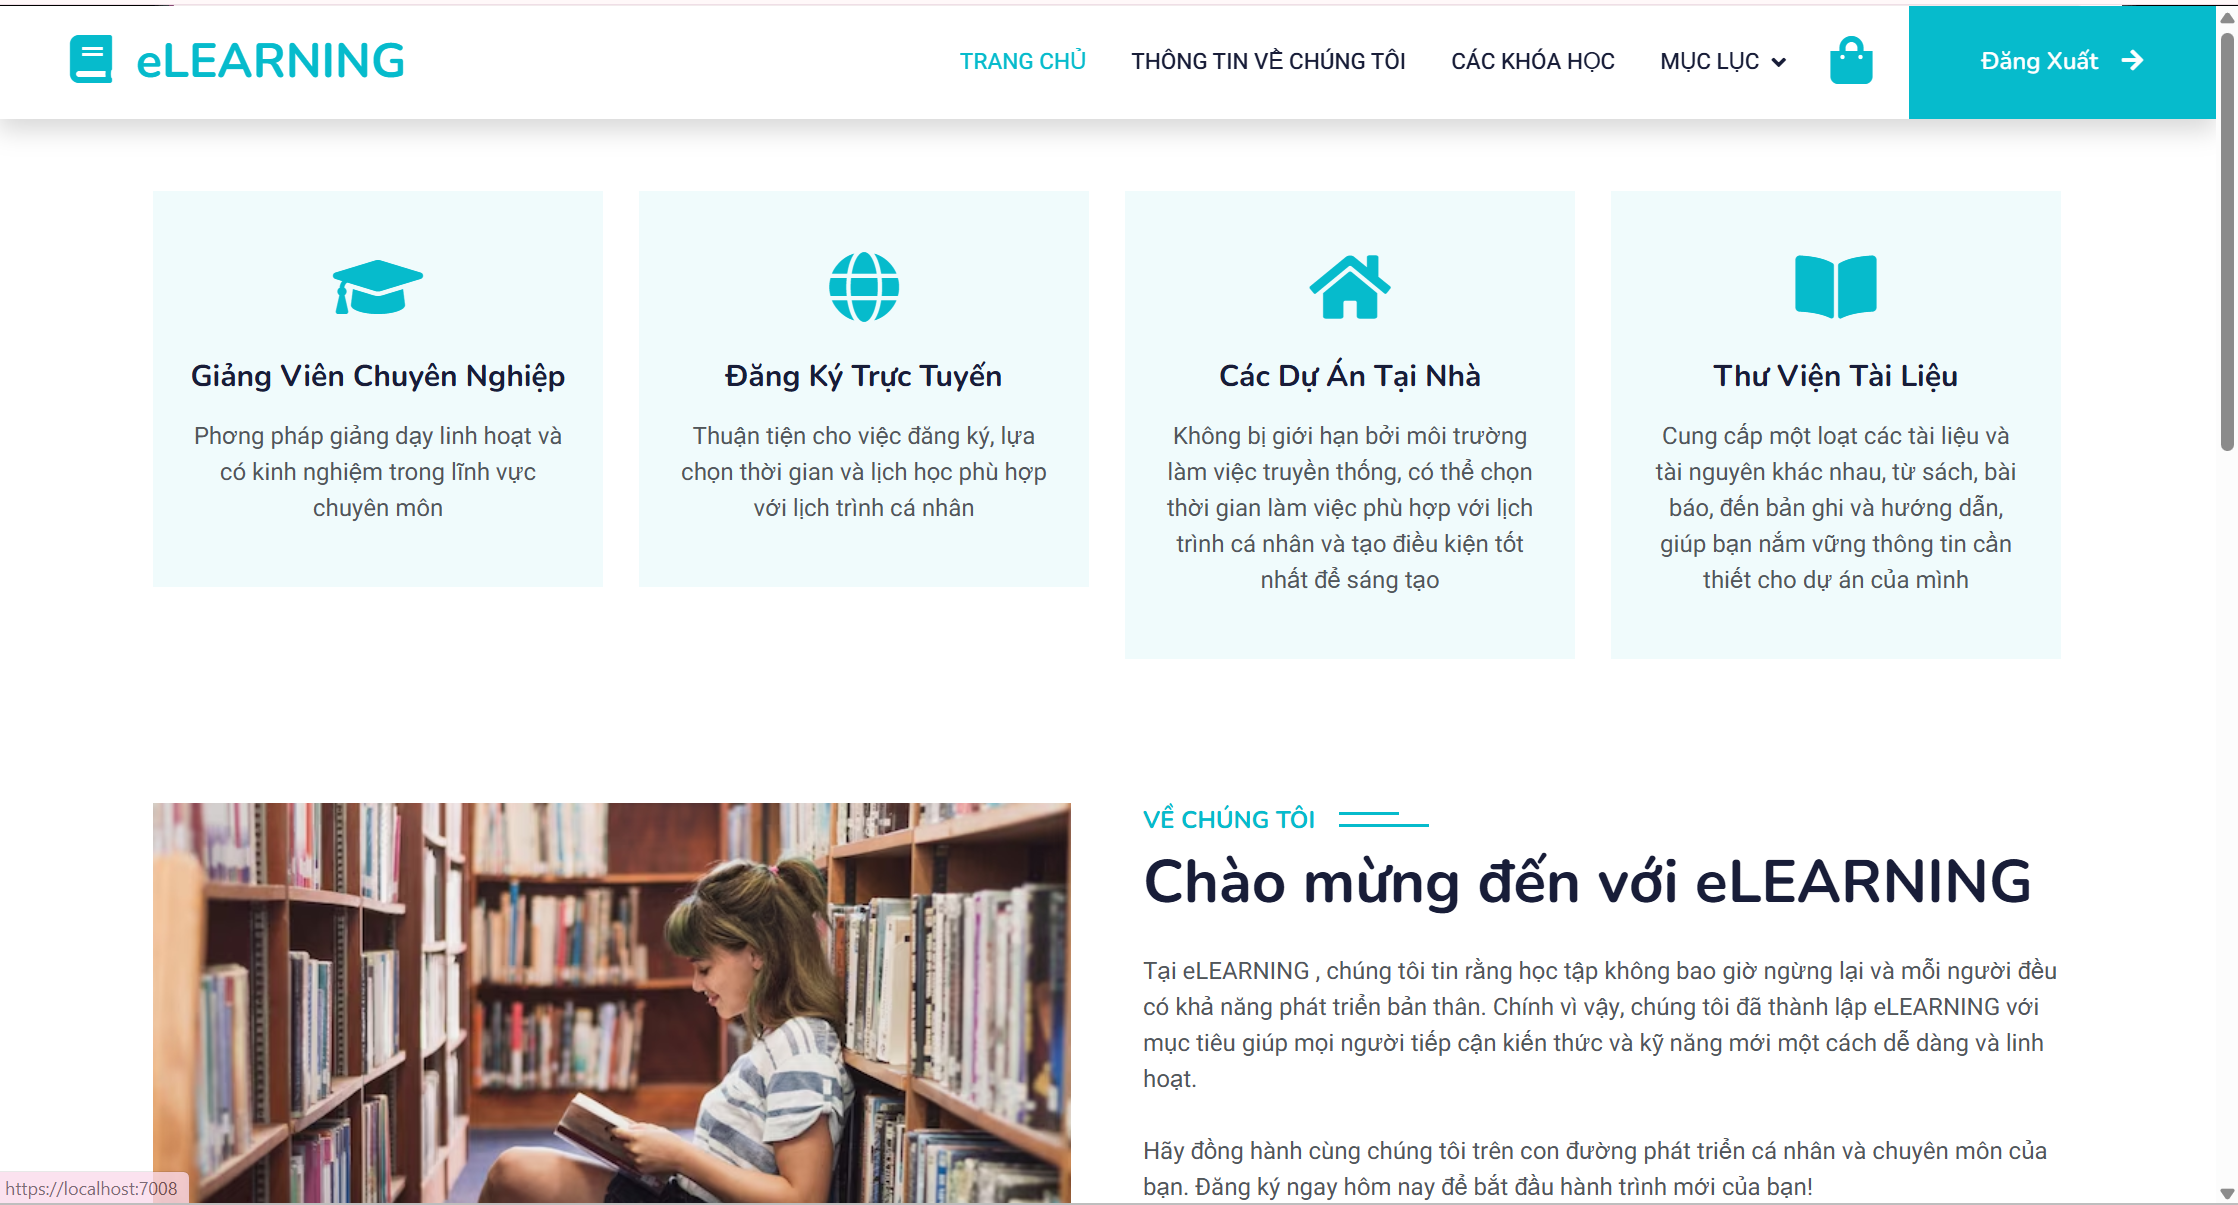 eLEARNING
TRANG CHỦ
THÔNG TIN VỀ CHÚNG TÔI
CÁC KHÓA HỌC
MỤC LỤC
Đăng Xuất
Giảng Viên Chuyên Nghiệp
Phơng pháp giảng dạy linh hoạt và
có kinh nghiệm trong lĩnh vực
chuyên môn
Đăng Ký Trực Tuyến
Thuận tiện cho việc đăng ký, lựa
chọn thời gian và lịch học phù hợp
với lịch trình cá nhân
Các Dự Án Tại Nhà
Không bị giới hạn bởi môi trường
làm việc truyền thống, có thể chọn
thời gian làm việc phù hợp với lịch
trình cá nhân và tạo điều kiện tốt
nhất để sáng tạo
Thư Viện Tài Liệu
Cung cấp một loạt các tài liệu và
tài nguyên khác nhau, từ sách, bài
báo, đến bản ghi và hướng dẫn,
giúp bạn nắm vững thông tin cần
thiết cho dự án của mình
VỀ CHÚNG TÔI
Chào mừng đến với eLEARNING
Tại eLEARNING , chúng tôi tin rằng học tập không bao giờ ngừng lại và mỗi người đều
có khả năng phát triển bản thân. Chính vì vậy, chúng tôi đã thành lập eLEARNING với
mục tiêu giúp mọi người tiếp cận kiến thức và kỹ năng mới một cách dễ dàng và linh
hoạt.
Hãy đồng hành cùng chúng tôi trên con đường phát triển cá nhân và chuyên môn của
bạn. Đăng ký ngay hôm nay để bắt đầu hành trình mới của bạn!
https://localhost:7008